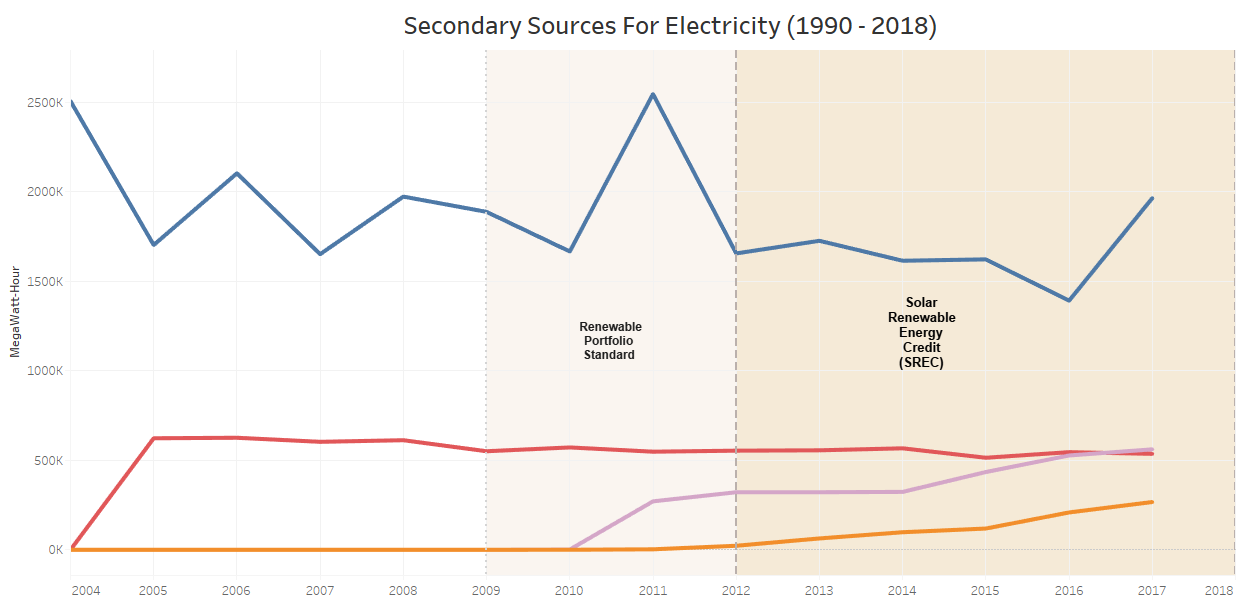 Secondary Sources For Electricity (1990 - 2018)
MegaWatt-Hour
2500K
2000K
1500K
1000K
500K
0K
Renewable
Portfolio
Standard
Solar
Renewable
Energy
Credit
(SREC)
2004 2005 2006 2007 2008 2009 2010 2011 2012 2013 2014 2015 2016 2017 2018